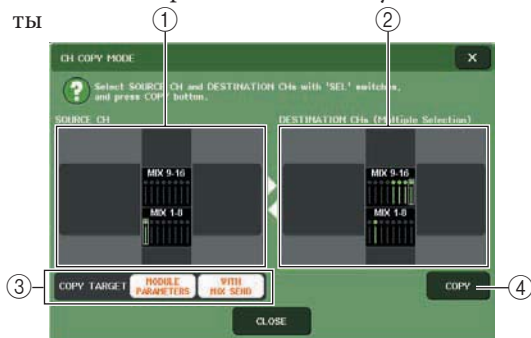 ты
① ②
CH COPY MODE ×
? Select SOURCE CH and DESTINATION CHs with 'SEL' switches,
and press COPY button.
SOURCE CH DESTINATION CHs (Multiple Selection)
MIX 9-16 MIX 9-16
MIX 1-8 MIX 1-8
③ COPY TARGET MODULE PARAMETERS WITH MIX SEND COPY ④
CLOSE